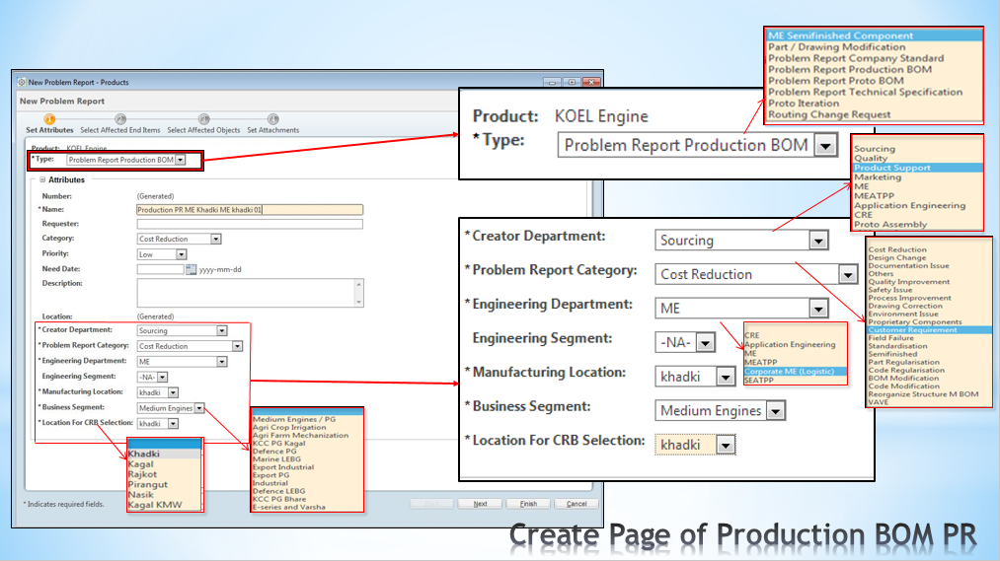 New Problem Report - Products
New Problem Report
Set Attributes Select Affected End Items Select Affected Objects Set Attachments
Product: KOEL Engine
*Type: Problem Report Production BOM
Attributes
Number: (Generated)
*Name: Production PR ME Khadki ME khadki 01
Requester:
Category: Cost Reduction
Priority: Low
Need Date: yyyy-mm-dd
Description:
Location: (Generated)
*Creator Department: Sourcing
*Problem Report Category: Cost Reduction
*Engineering Department: ME
Engineering Segment: -NA-
*Manufacturing Location: khadki
*Business Segment: Medium Engines
*Location For CRB Selection: khadki
Khadki
Kagal
Rajkot
Pirangut
Nasik
Kagal KMW
Medium Engines / PG
Agri Crop Irrigation
Agri Farm Mechanization
KCC PG Kagal
Defence PG
Marine LEBG
Export Industrial
Export PG
Industrial
Defence LEBG
KCC PG Bhare
E-series and Varsha
* Indicates required fields.
Next Finish Cancel
Product: KOEL Engine
*Type: Problem Report Production BOM
ME Semifinished Component
Part / Drawing Modification
Problem Report Company Standard
Problem Report Production BOM
Problem Report Proto BOM
Problem Report Technical Specification
Proto Iteration
Routing Change Request
*Creator Department: Sourcing
*Problem Report Category: Cost Reduction
*Engineering Department: ME
Engineering Segment: -NA-
*Manufacturing Location: khadki
*Business Segment: Medium Engines
*Location For CRB Selection: khadki
Sourcing
Quality
Product Support
Marketing
ME
MEATPP
Application Engineering
CRE
Proto Assembly
Cost Reduction
Design Change
Documentation Issue
Others
Quality Improvement
Safety Issue
Process Improvement
Drawing Correction
Environment Issue
Proprietary Components
Customer Requirement
Field Failure
Standardisation
Semifinished
Part Regularisation
Code Regularisation
BOM Modification
Code Modification
Reorganize Structure M BOM
VAVE
CRE
Application Engineering
ME
MEATPP
Corporate ME (Logistic)
SEATPP
Create Page of Production BOM PR